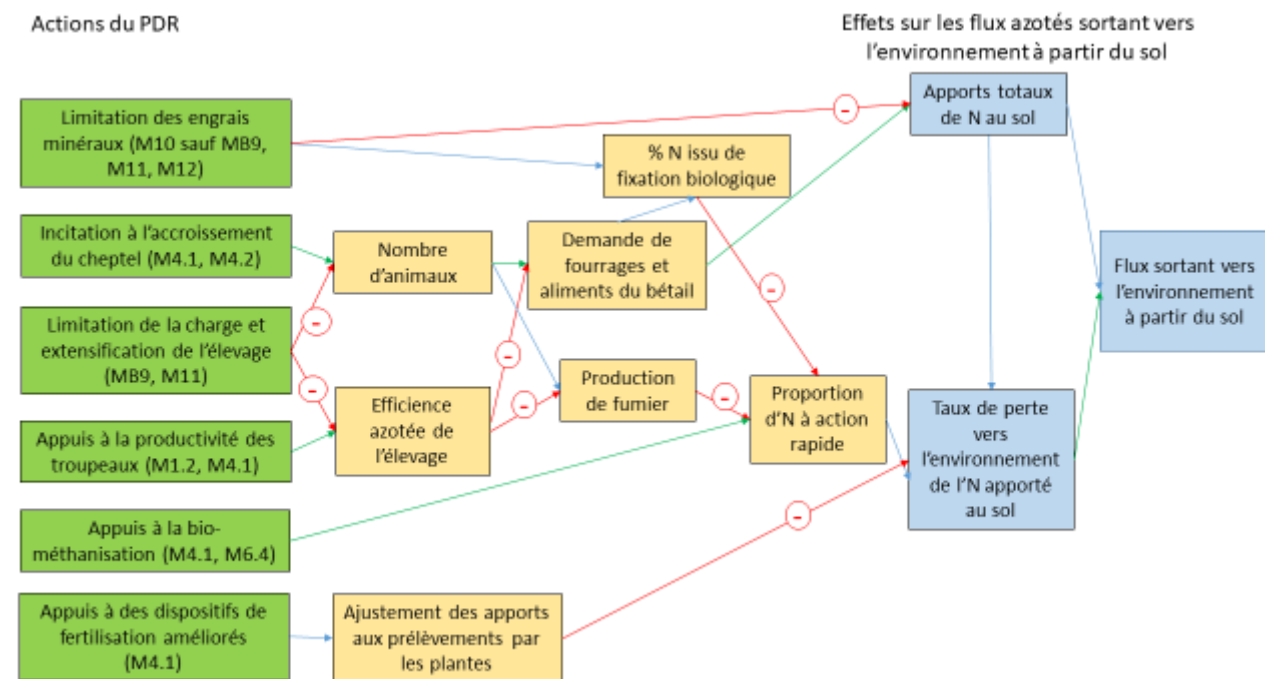 Actions du PDR
Effets sur les flux azotés sortant vers
l'environnement à partir du sol
Limitation des engrais
minéraux (M10 sauf MB9,
M11, M12)
Incitation à l'accroissement
du cheptel (M4.1, M4.2)
Limitation de la charge et
extensification de l'élevage
(MB9, M11)
Appuis à la productivité des
troupeaux (M1.2, M4.1)
Appuis à la bio-
méthanisation (M4.1, M6.4)
Appuis à des dispositifs de
fertilisation améliorés
(M4.1)
Nombre
d'animaux
Efficience
azotée de
l'élevage
Ajustement des apports
aux prélèvements par
les plantes
% N issu de
fixation biologique
Demande de
fourrages et
aliments du bétail
Production
de fumier
Proportion
d'N à action
rapide
Apports totaux
de N au sol
Taux de perte
vers
l'environnement
de l'N apporté
au sol
Flux sortant vers
l'environnement
à partir du sol
-
-
-
-
-
-
-
-